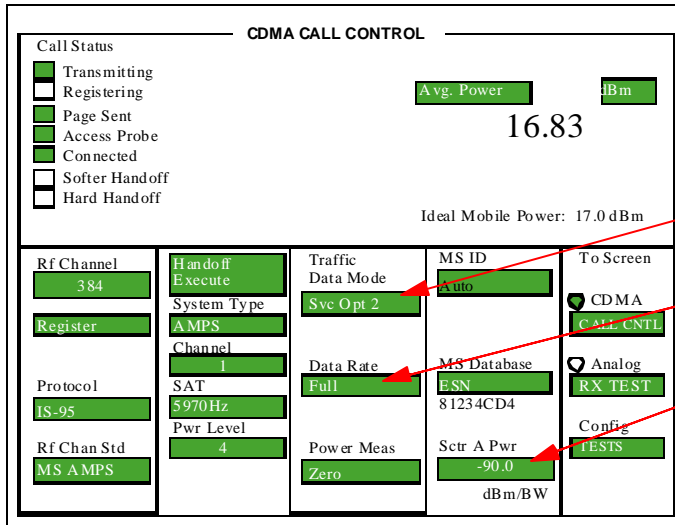 CDMA CALL CONTROL
Call Status
Transmitting
Registering
Page Sent
Access Probe
Connected
Softer Handoff
Hard Handoff
Avg. Power
dBm
16.83
Ideal Mobile Power: 17.0 dBm
Rf Channel
384
Register
Protocol
IS-95
Rf Chan Std
MS AMPS
Handoff
Execute
System Type
AMPS
Channel
1
SAT
5970Hz
Pwr Level
4
Traffic
Data Mode
Svc Opt 2
Data Rate
Full
Power Meas
Zero
MS ID
Auto
MS Database
ESN
81234CD4
Sctr A Pwr
-90.0
dBm/BW
To Screen
CDMA
CALL CNTL
Analog
RX TEST
Config
TESTS